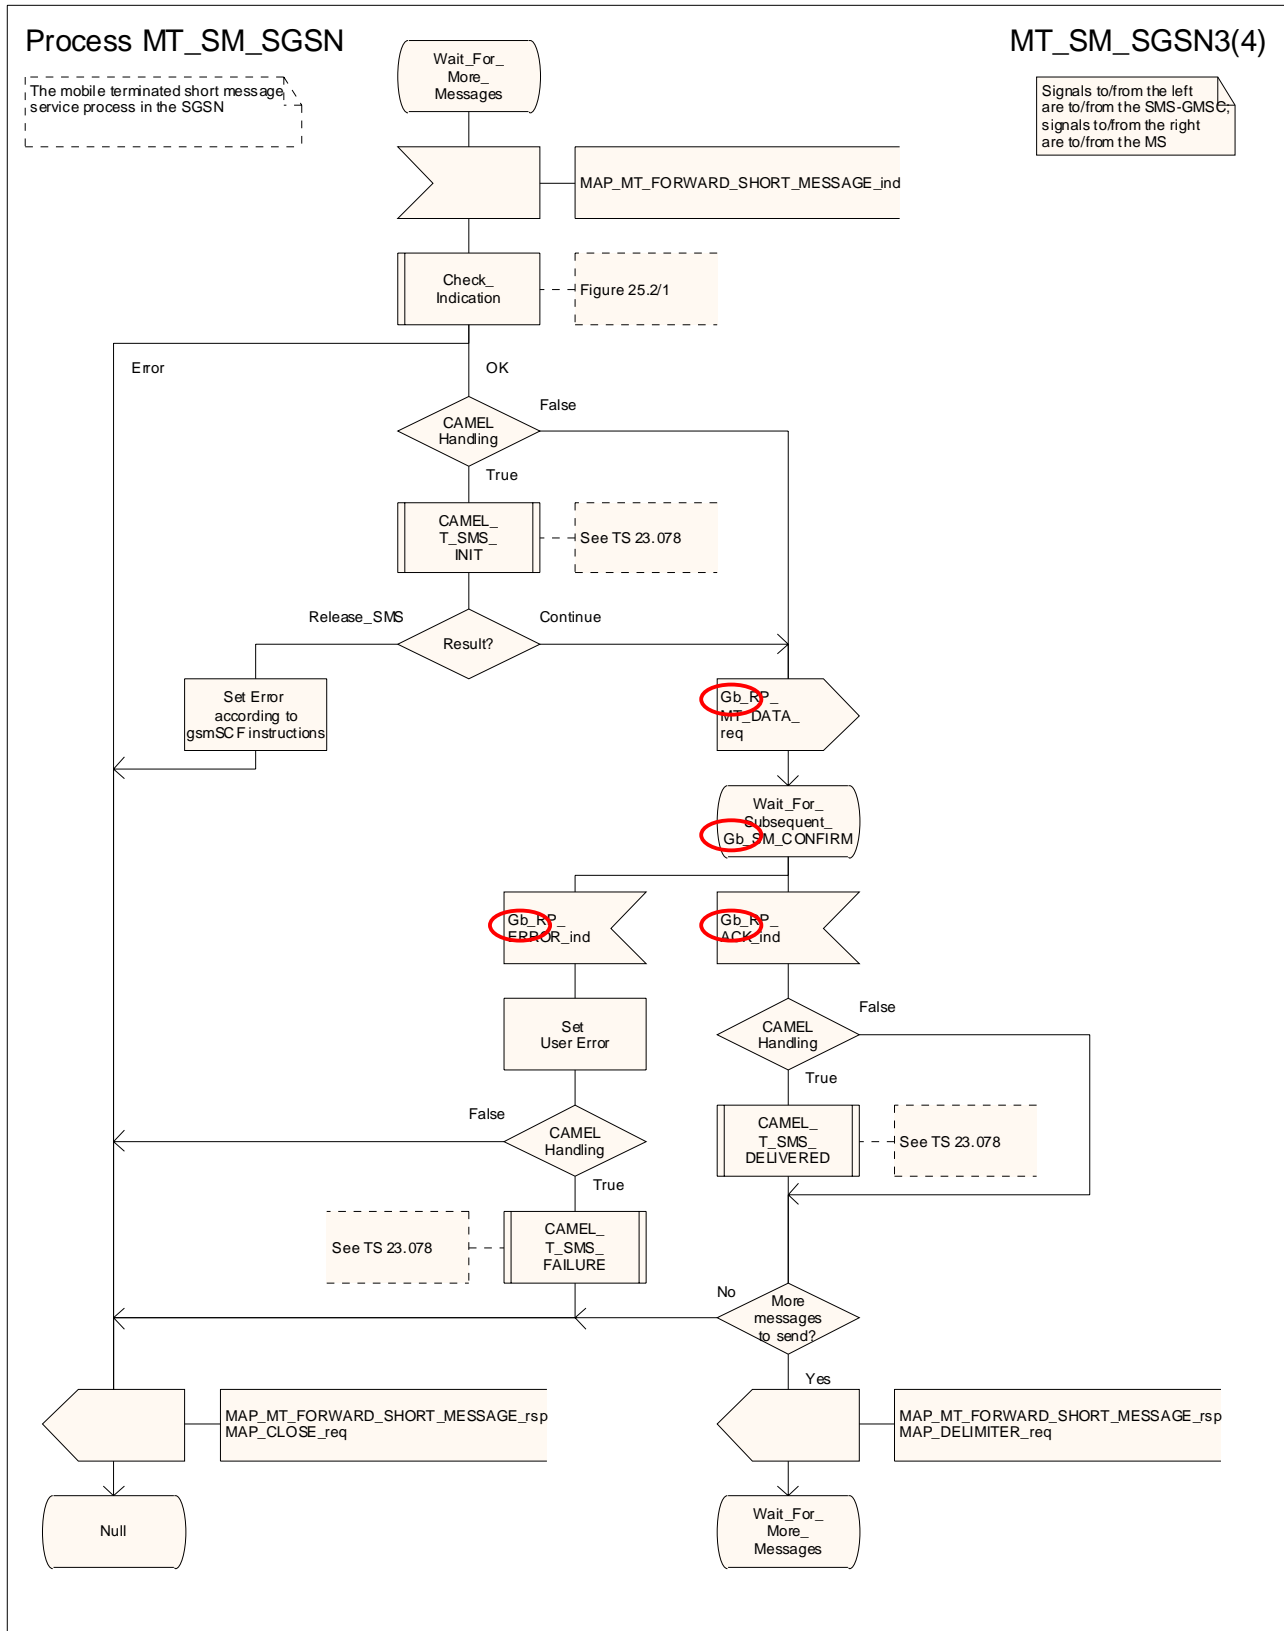 Process MT_SM_SGSN
MT_SM_SGSN3(4)
The mobile terminated short message
service process in the SGSN
Signals to/from the left
are to/from the SMS-GMSC;
signals to/from the right
are to/from the MS
Wait_For_
More_
Messages
MAP_MT_FORWARD_SHORT_MESSAGE_ind
Check_
Indication
Figure 25.2/1
Error
OK
CAMEL
Handling
False
True
CAMEL_
T_SMS_
INIT
See TS 23.078
Release_SMS
Result?
Continue
Set Error
according to
gsmSCF instructions
Gb_RP_
MT_DATA_
req
Wait_For_
Subsequent_
Gb_SM_CONFIRM
Gb_RP_
ERROR_ind
Gb_RP_
ACK_ind
Set
User Error
CAMEL
Handling
False
True
False
CAMEL
Handling
True
CAMEL_
T_SMS_
DELIVERED
See TS 23.078
See TS 23.078
CAMEL_
T_SMS_
FAILURE
No
More
messages
to send?
Yes
MAP_MT_FORWARD_SHORT_MESSAGE_rsp
MAP_CLOSE_req
MAP_MT_FORWARD_SHORT_MESSAGE_rsp
MAP_DELIMITER_req
Null
Wait_For_
More_
Messages